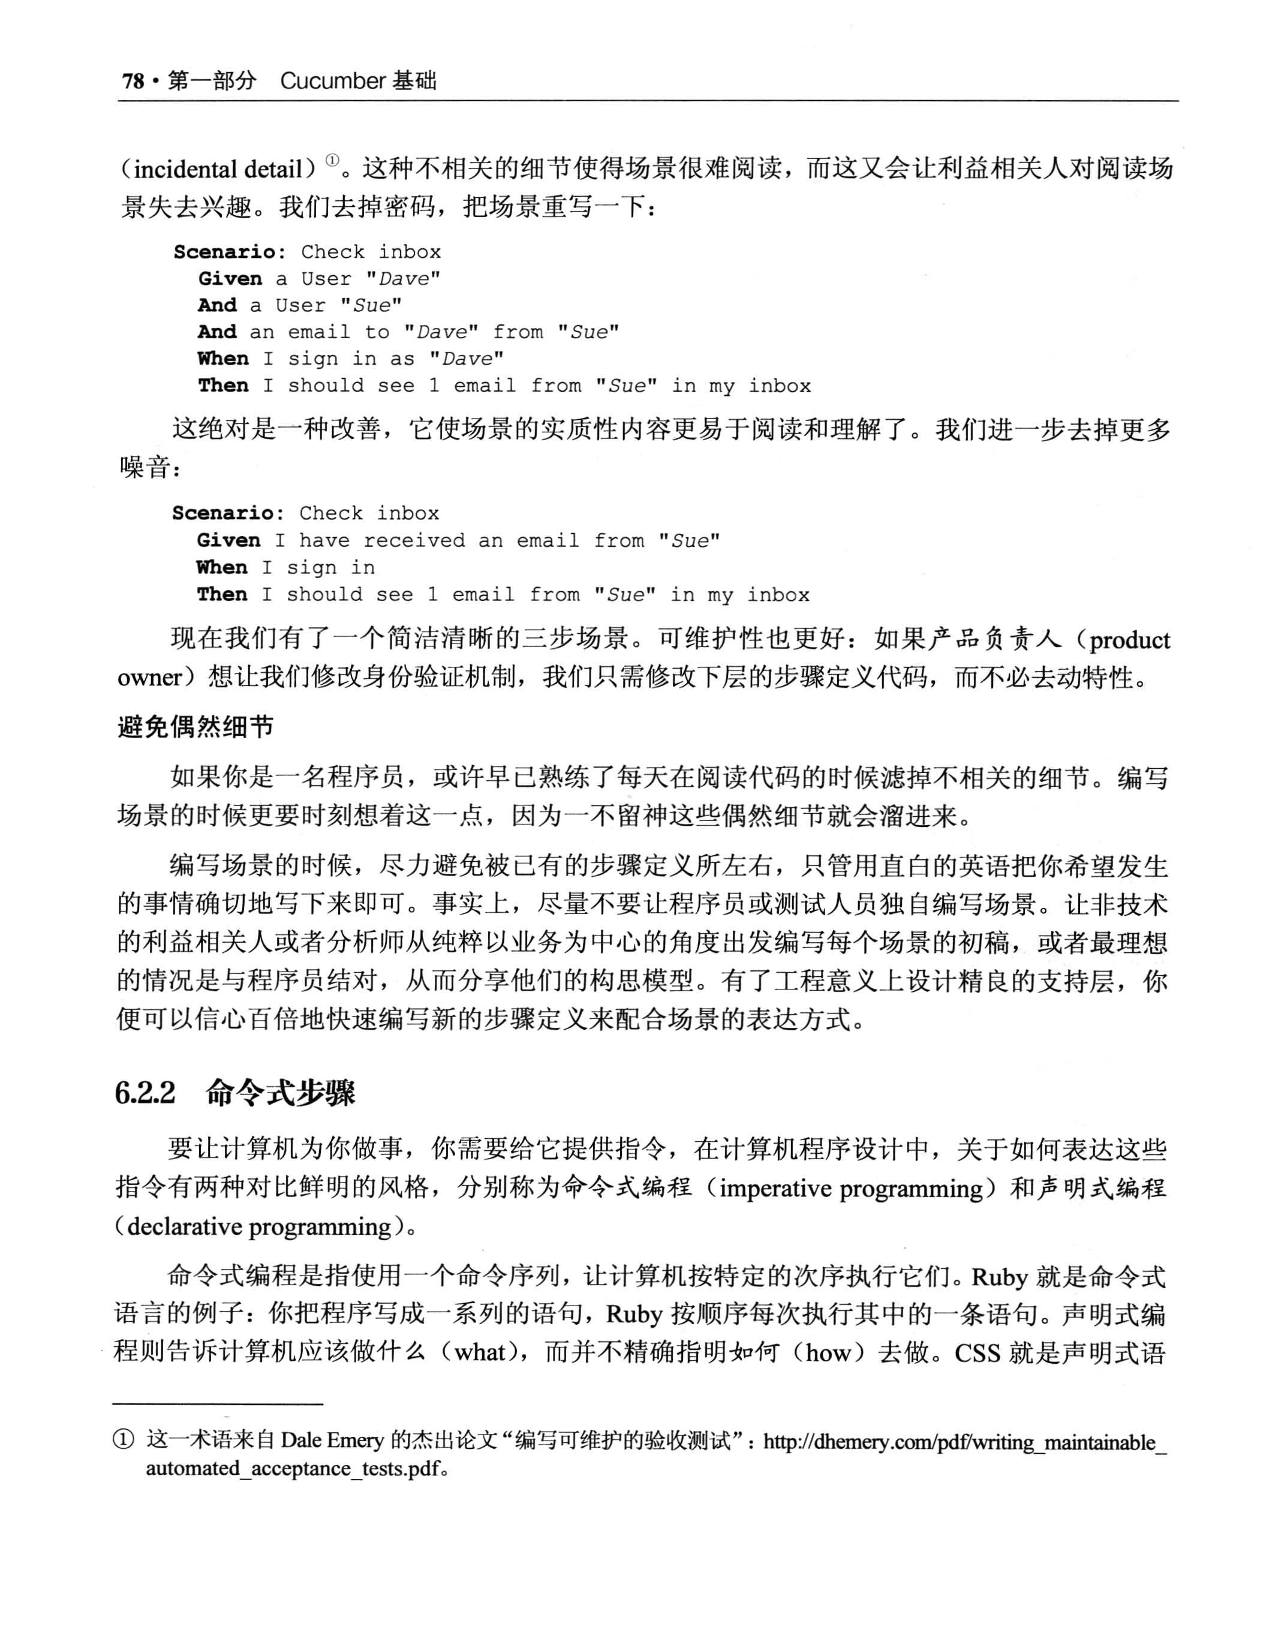 78·第一部分 Cucumber 基础
（incidental detail）①。这种不相关的细节使得场景很难阅读，而这又会让利益相关人对阅读场
景失去兴趣。我们去掉密码，把场景重写一下：
Scenario: Check inbox
Given a User "Dave"
And a User "Sue"
And an email to "Dave" from "Sue"
When I sign in as "Dave"
Then I should see 1 email from "Sue" in my inbox
这绝对是一种改善，它使场景的实质性内容更易于阅读和理解了。我们进一步去掉更多
噪音：
Scenario: Check inbox
Given I have received an email from "Sue"
When I sign in
Then I should see 1 email from "Sue" in my inbox
现在我们有了一个简洁清晰的三步场景。可维护性也更好：如果产品负责人（product
owner）想让我们修改身份验证机制，我们只需修改下层的步骤定义代码，而不必去动特性。
避免偶然细节
如果你是一名程序员，或许早已熟练了每天在阅读代码的时候滤掉不相关的细节。编写
场景的时候更要时刻想着这一点，因为一不留神这些偶然细节就会溜进来。
编写场景的时候，尽力避免被已有的步骤定义所左右，只管用直白的英语把你希望发生
的事情确切地写下来即可。事实上，尽量不要让程序员或测试人员独自编写场景。让非技术
的利益相关人或者分析师从纯粹以业务为中心的角度出发编写每个场景的初稿，或者最理想
的情况是与程序员结对，从而分享他们的构思模型。有了工程意义上设计精良的支持层，你
便可以信心百倍地快速编写新的步骤定义来配合场景的表达方式。
6.2.2 命令式步骤
要让计算机为你做事，你需要给它提供指令，在计算机程序设计中，关于如何表达这些
指令有两种对比鲜明的风格，分别称为命令式编程（imperative programming）和声明式编程
（declarative programming）。
命令式编程是指使用一个命令序列，让计算机按特定的次序执行它们。Ruby 就是命令式
语言的例子：你把程序写成一系列的语句，Ruby 按顺序每次执行其中的一条语句。声明式编
程则告诉计算机应该做什么（what），而并不精确指明如何（how）去做。CSS 就是声明式语
① 这一术语来自 Dale Emery 的杰出论文“编写可维护的验收测试”：http://dhemery.com/pdf/writing_maintainable_
automated_acceptance_tests.pdf。